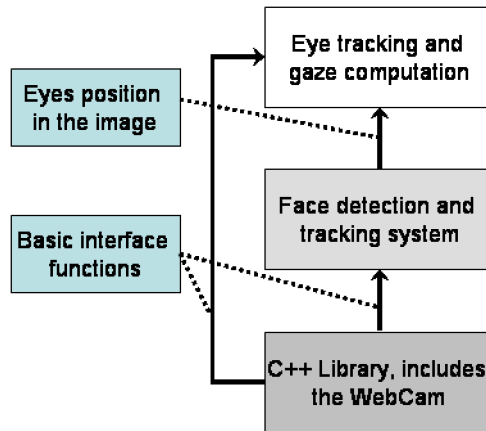 Eye tracking and
gaze computation
Eyes position
in the image
Face detection and
tracking system
Basic interface
functions
C++ Library, includes
the WebCam